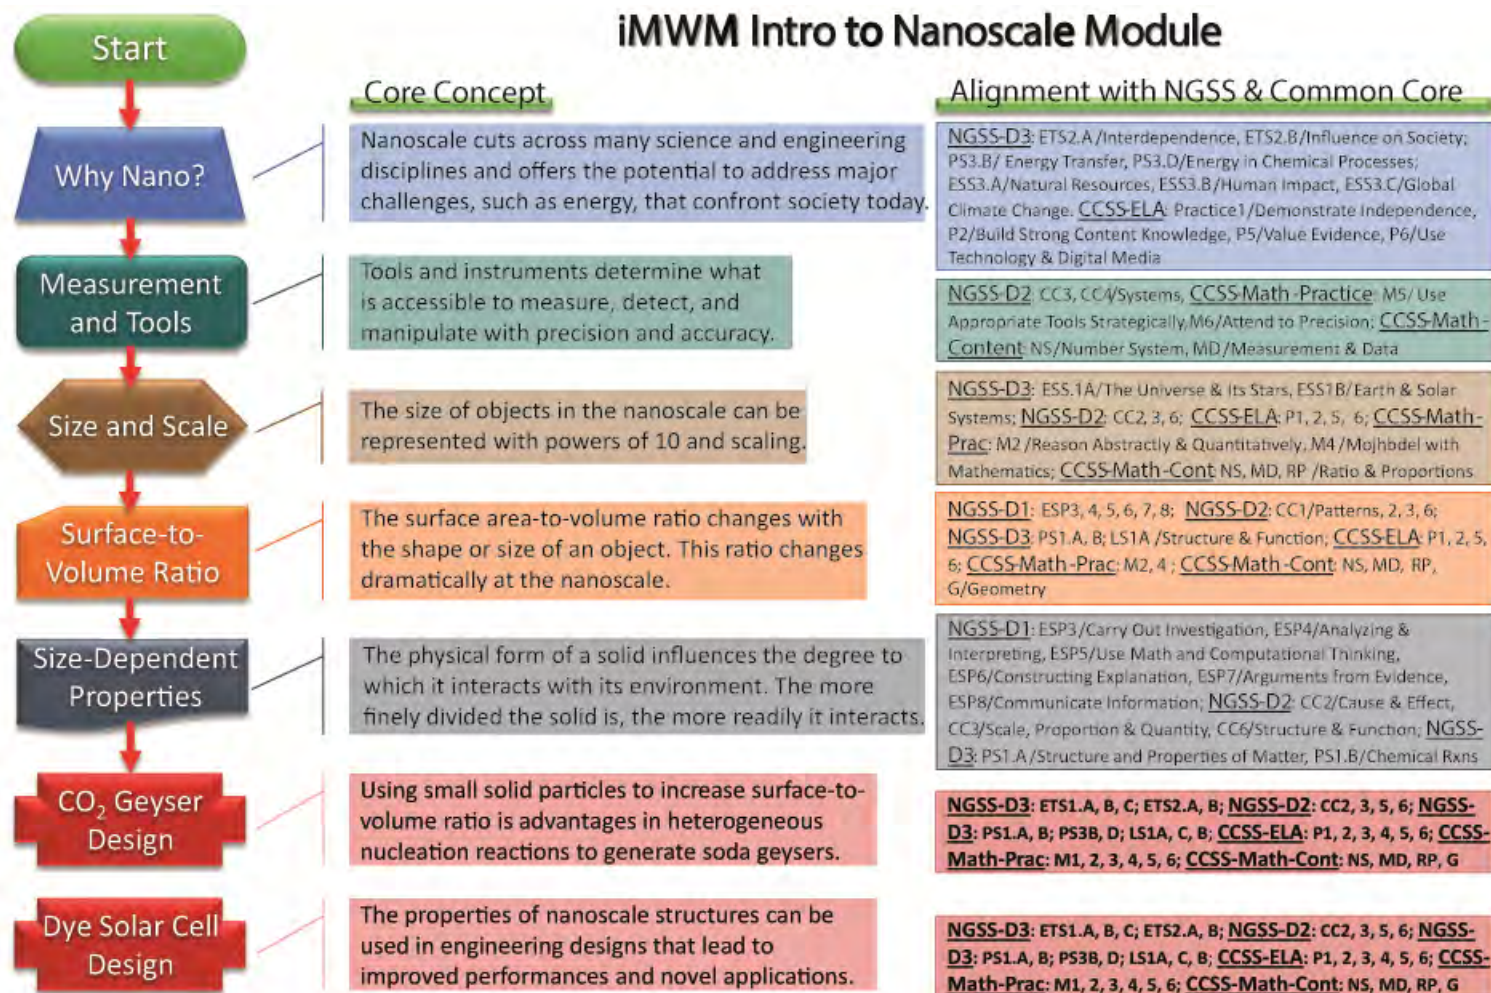 iMWM Intro to Nanoscale Module
Start
Core Concept
Alignment with NGSS & Common Core
Why Nano?
Nanoscale cuts across many science and engineering
disciplines and offers the potential to address major
challenges, such as energy, that confront society today.
NGSS-D3: ETS2.A/Interdependence, ETS2.B/Influence on Society;
PS3.B/ Energy Transfer, PS3.D/Energy in Chemical Processes;
ESS3.A/Natural Resources, ESS3.B/Human Impact, ESS3.C/Global
Climate Change. CCSS-ELA: Practice1/Demonstrate Independence,
P2/Build Strong Content Knowledge, P5/Value Evidence, P6/Use
Technology & Digital Media
Measurement
and Tools
Tools and instruments determine what
is accessible to measure, detect, and
manipulate with precision and accuracy.
NGSS-D2: CC3, CC4/Systems, CCSS-Math-Practice: M5/ Use
Appropriate Tools Strategically, M6/Attend to Precision; CCSS-Math-
Content: NS/Number System, MD/Measurement & Data
Size and Scale
The size of objects in the nanoscale can be
represented with powers of 10 and scaling.
NGSS-D3: ESS.1A/The Universe & Its Stars, ESS1B/Earth & Solar
Systems; NGSS-D2: CC2, 3, 6; CCSS-ELA: P1, 2, 5, 6; CCSS-Math-
Prac: M2 /Reason Abstractly & Quantitatively, M4 /Mojhbdel with
Mathematics; CCSS-Math-Cont: NS, MD, RP /Ratio & Proportions
Surface-to-
Volume Ratio
The surface area-to-volume ratio changes with
the shape or size of an object. This ratio changes
dramatically at the nanoscale.
NGSS-D1: ESP3, 4, 5, 6, 7, 8; NGSS-D2: CC1/Patterns, 2, 3, 6;
NGSS-D3: PS1.A, B; LS1A /Structure & Function; CCSS-ELA: P1, 2, 5,
6; CCSS-Math-Prac: M2, 4 ; CCSS-Math-Cont: NS, MD, RP,
G/Geometry
Size-Dependent
Properties
The physical form of a solid influences the degree to
which it interacts with its environment. The more
finely divided the solid is, the more readily it interacts.
NGSS-D1: ESP3/Carry Out Investigation, ESP4/Analyzing &
Interpreting, ESP5/Use Math and Computational Thinking,
ESP6/Constructing Explanation, ESP7/Arguments from Evidence,
ESP8/Communicate Information; NGSS-D2: CC2/Cause & Effect,
CC3/Scale, Proportion & Quantity, CC6/Structure & Function; NGSS-
D3: PS1.A /Structure and Properties of Matter, PS1.B/Chemical Rxns
CO₂ Geyser
Design
Using small solid particles to increase surface-to-
volume ratio is advantages in heterogeneous
nucleation reactions to generate soda geysers.
NGSS-D3: ETS1.A, B, C; ETS2.A, B; NGSS-D2: CC2, 3, 5, 6; NGSS-
D3: PS1.A, B; PS3B, D; LS1A, C, B; CCSS-ELA: P1, 2, 3, 4, 5, 6; CCSS-
Math-Prac: M1, 2, 3, 4, 5, 6; CCSS-Math-Cont: NS, MD, RP, G
Dye Solar Cell
Design
The properties of nanoscale structures can be
used in engineering designs that lead to
improved performances and novel applications.
NGSS-D3: ETS1.A, B, C; ETS2.A, B; NGSS-D2: CC2, 3, 5, 6; NGSS-
D3: PS1.A, B; PS3B, D; LS1A, C, B; CCSS-ELA: P1, 2, 3, 4, 5, 6; CCSS-
Math-Prac: M1, 2, 3, 4, 5, 6; CCSS-Math-Cont: NS, MD, RP, G